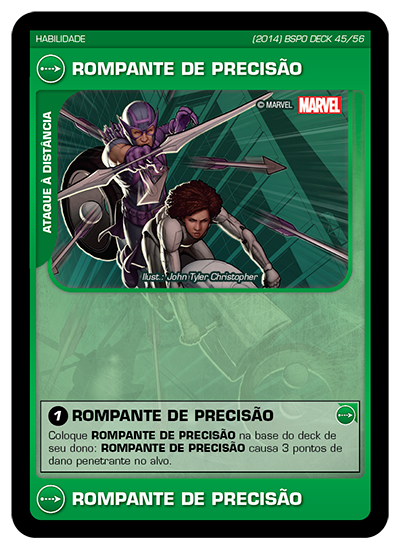 HABILIDADE
(2014) BSPO DECK 45/56
ROMPANTE DE PRECISÃO
ATAQUE À DISTÂNCIA
© MARVEL MARVEL
Ilust.: John Tyler Christopher
1 ROMPANTE DE PRECISÃO
Coloque ROMPANTE DE PRECISÃO na base do deck de
seu dono: ROMPANTE DE PRECISÃO causa 3 pontos de
dano penetrante no alvo.
ROMPANTE DE PRECISÃO